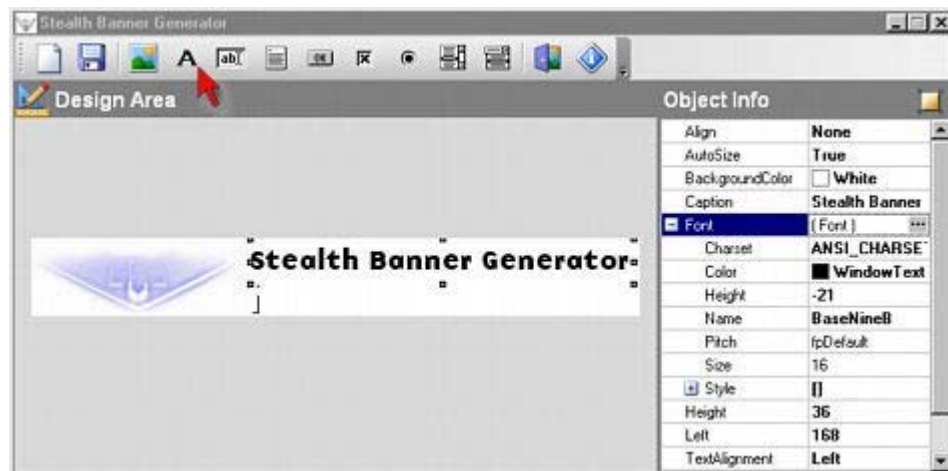 Stealth Banner Generator
A
ab
OK
Design Area
Object Info
Align None
AutoSize True
BackgroundColor White
Caption Stealth Banner
Font (Font)
Charset ANSI_CHARSET
Color WindowText
Height -21
Name BaseNineB
Pitch fpDefault
Size 16
Style []
Height 36
Left 168
TextAlignment Left
Stealth Banner Generator